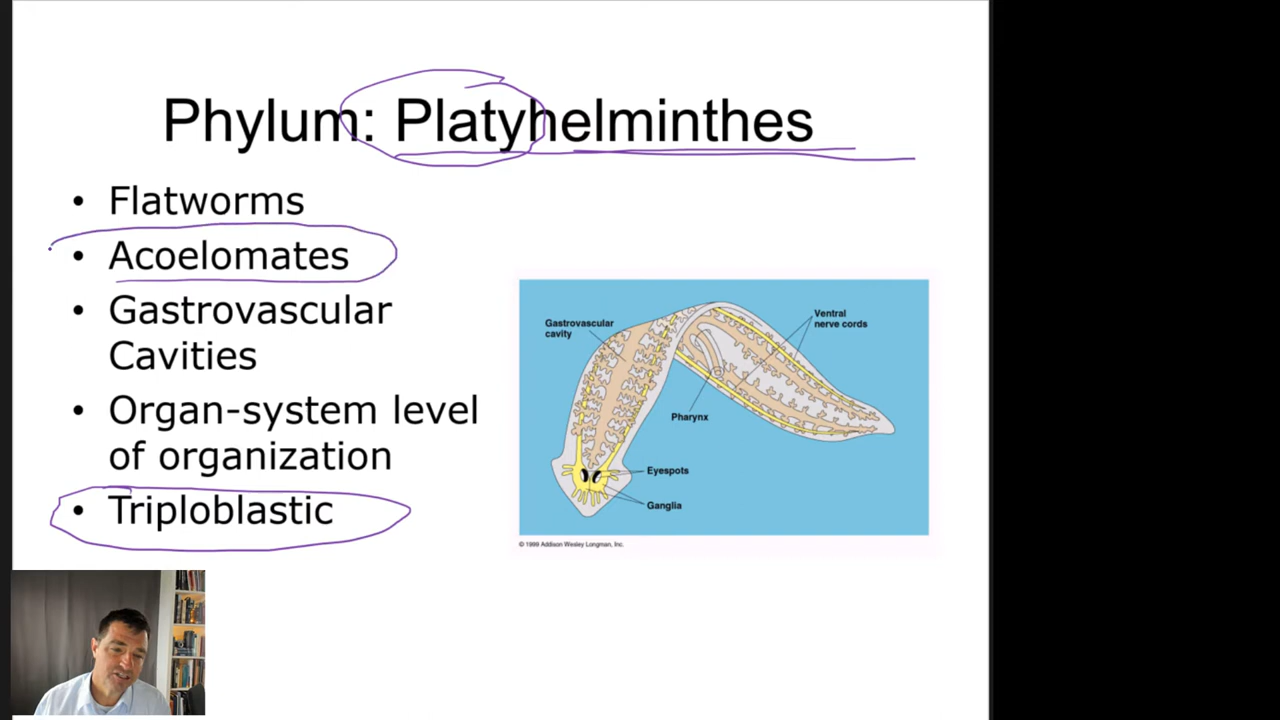 Phylum: Platyhelminthes
• Flatworms
• Acoelomates
• Gastrovascular
Cavities
• Organ-system level
of organization
• Triploblastic
Gastrovascular
cavity
Ventral
nerve cords
Pharynx
Eyespots
Ganglia
© 1999 Addison Wesley Longman, Inc.